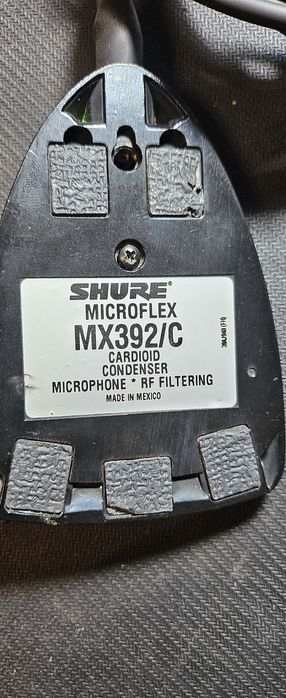 SHURE®
MICROFLEX
MX392/C
CARDIOID
CONDENSER
MICROPHONE * RF FILTERING
MADE IN MEXICO